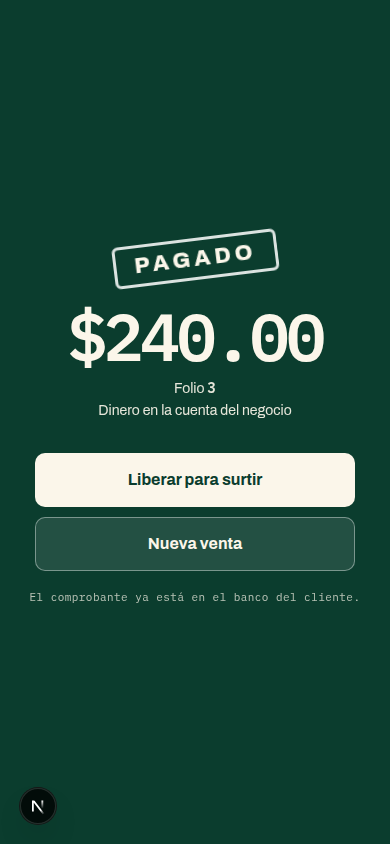 PAGADO
$240.00
Folio 3
Dinero en la cuenta del negocio
Liberar para surtir
Nueva venta
El comprobante ya está en el banco del cliente.
N